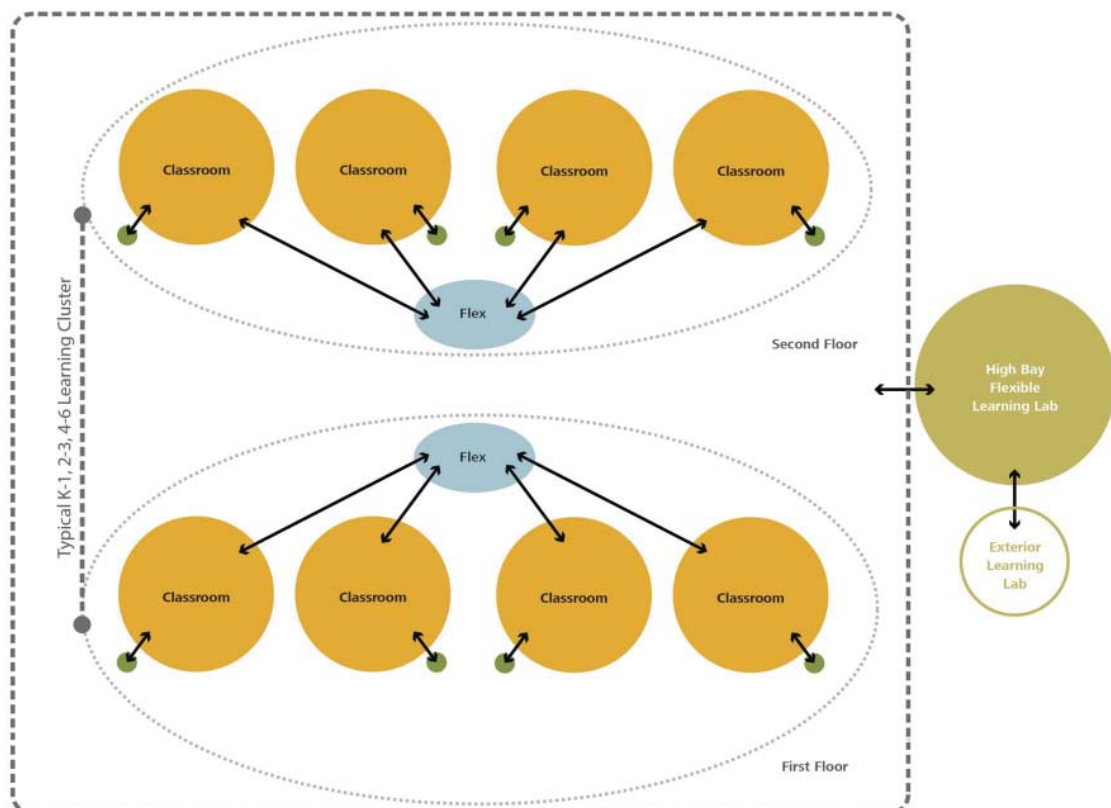 Classroom
Classroom
Classroom
Classroom
Flex
Second Floor
Typical K-1, 2-3, 4-6 Learning Cluster
High Bay
Flexible
Learning Lab
Flex
Classroom
Classroom
Classroom
Classroom
Exterior
Learning
Lab
First Floor